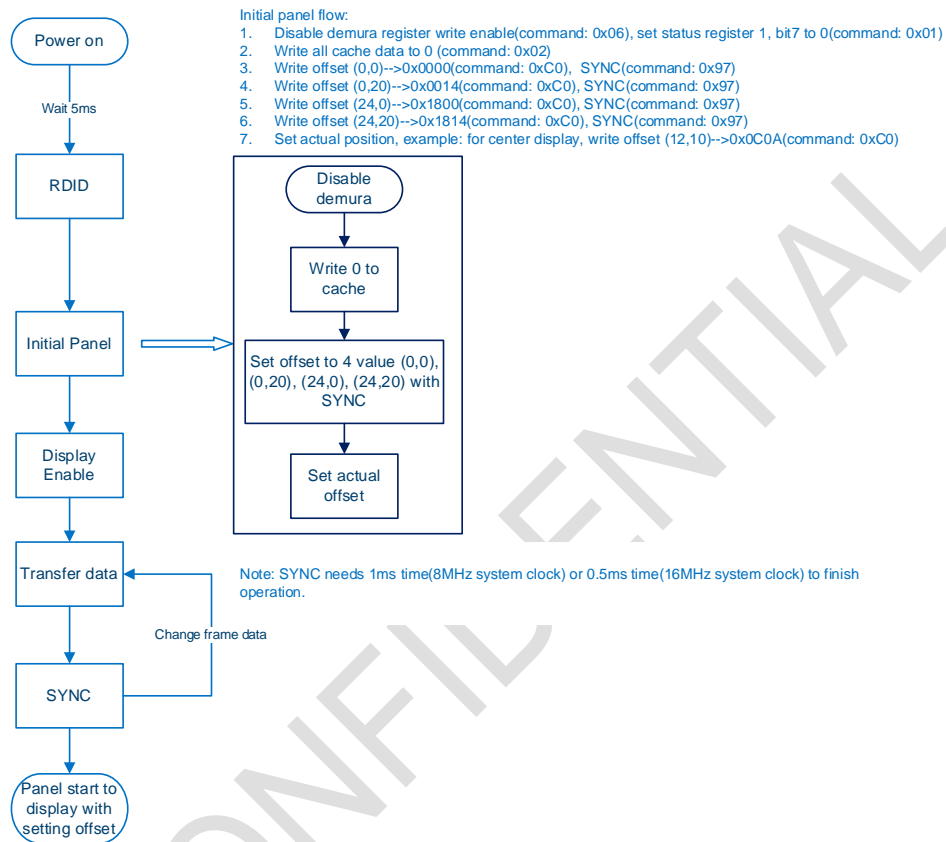 Initial panel flow:
1. Disable demura register write enable(command: 0x06), set status register 1, bit7 to 0(command: 0x01)
2. Write all cache data to 0 (command: 0x02)
3. Write offset (0,0)-->0x0000(command: 0xC0), SYNC(command: 0x97)
4. Write offset (0,20)-->0x0014(command: 0xC0), SYNC(command: 0x97)
5. Write offset (24,0)-->0x1800(command: 0xC0), SYNC(command: 0x97)
6. Write offset (24,20)-->0x1814(command: 0xC0), SYNC(command: 0x97)
7. Set actual position, example: for center display, write offset (12,10)-->0x0C0A(command: 0xC0)
Power on
Wait 5ms
RDID
Initial Panel
Disable
demura
Write 0 to
cache
Set offset to 4 value (0,0),
(0,20), (24,0), (24,20) with
SYNC
Set actual
offset
Display
Enable
Transfer data
Note: SYNC needs 1ms time(8MHz system clock) or 0.5ms time(16MHz system clock) to finish
operation.
Change frame data
SYNC
Panel start to
display with
setting offset
CONFIDENTIAL